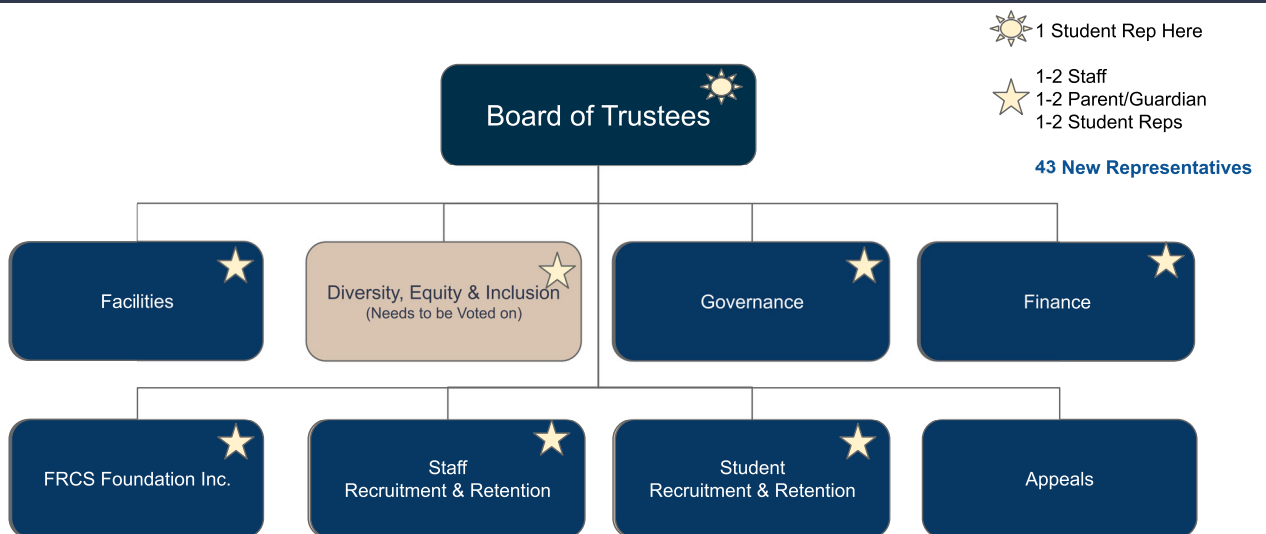 1 Student Rep Here
1-2 Staff
1-2 Parent/Guardian
1-2 Student Reps
43 New Representatives
Board of Trustees
Facilities
Diversity, Equity & Inclusion
(Needs to be Voted on)
Governance
Finance
FRCS Foundation Inc.
Staff
Recruitment & Retention
Student
Recruitment & Retention
Appeals